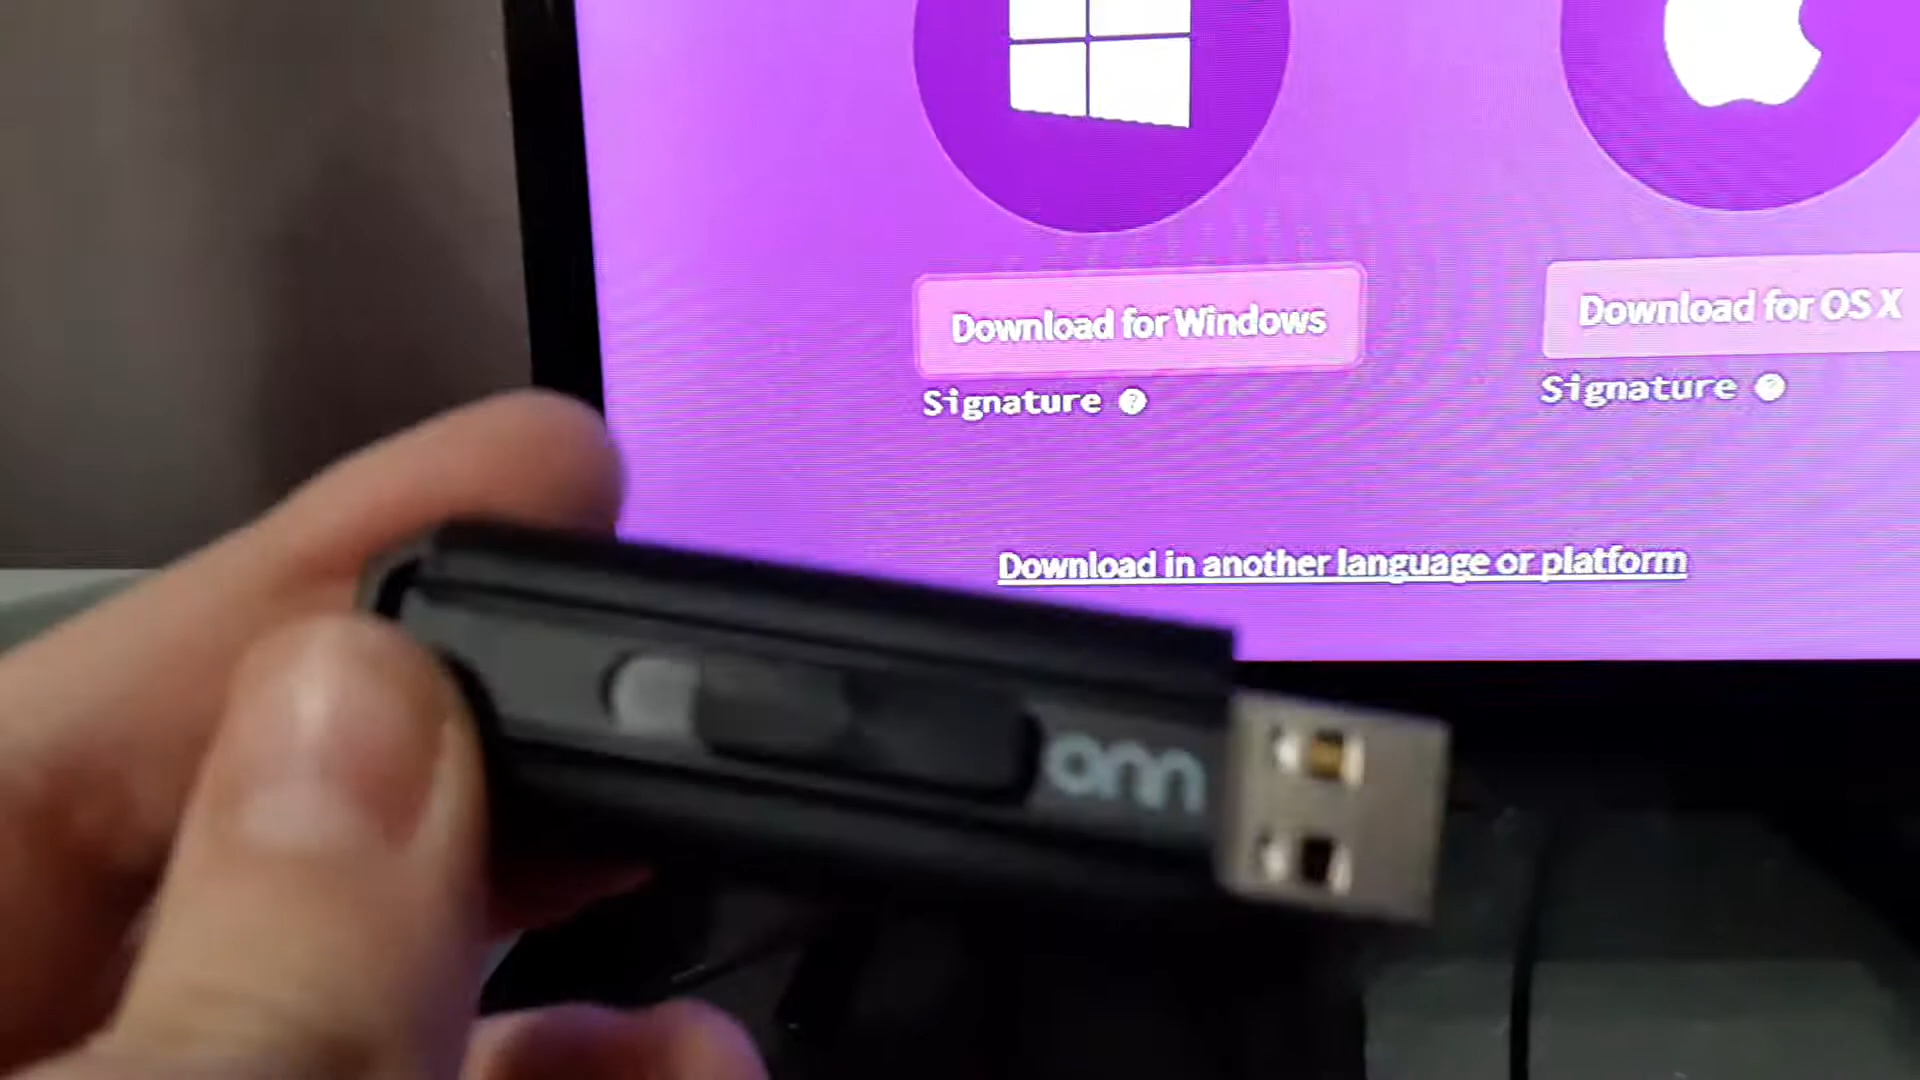 Download for Windows
Signature ?
Download for OS X
Signature ?
Download in another language or platform
onn